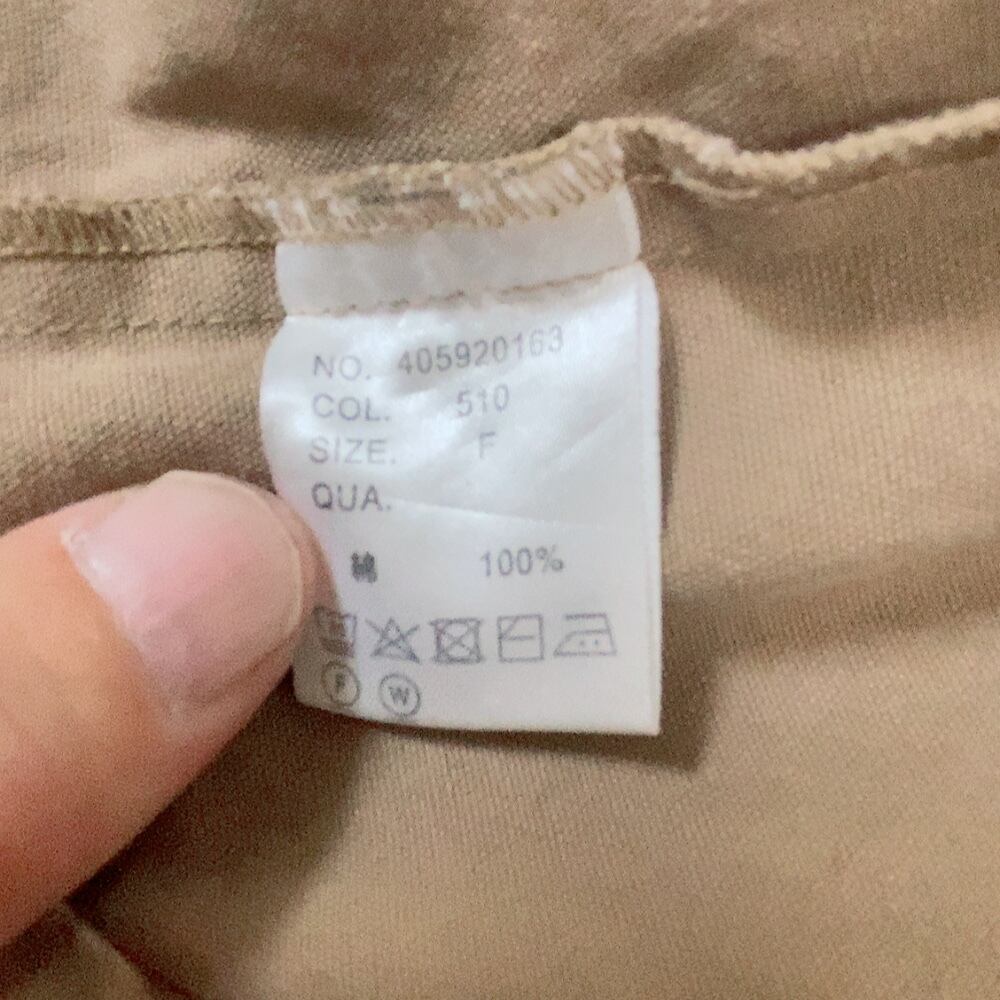 NO. 405920163
COL. 510
SIZE. F
QUA.
綿 100%
F W